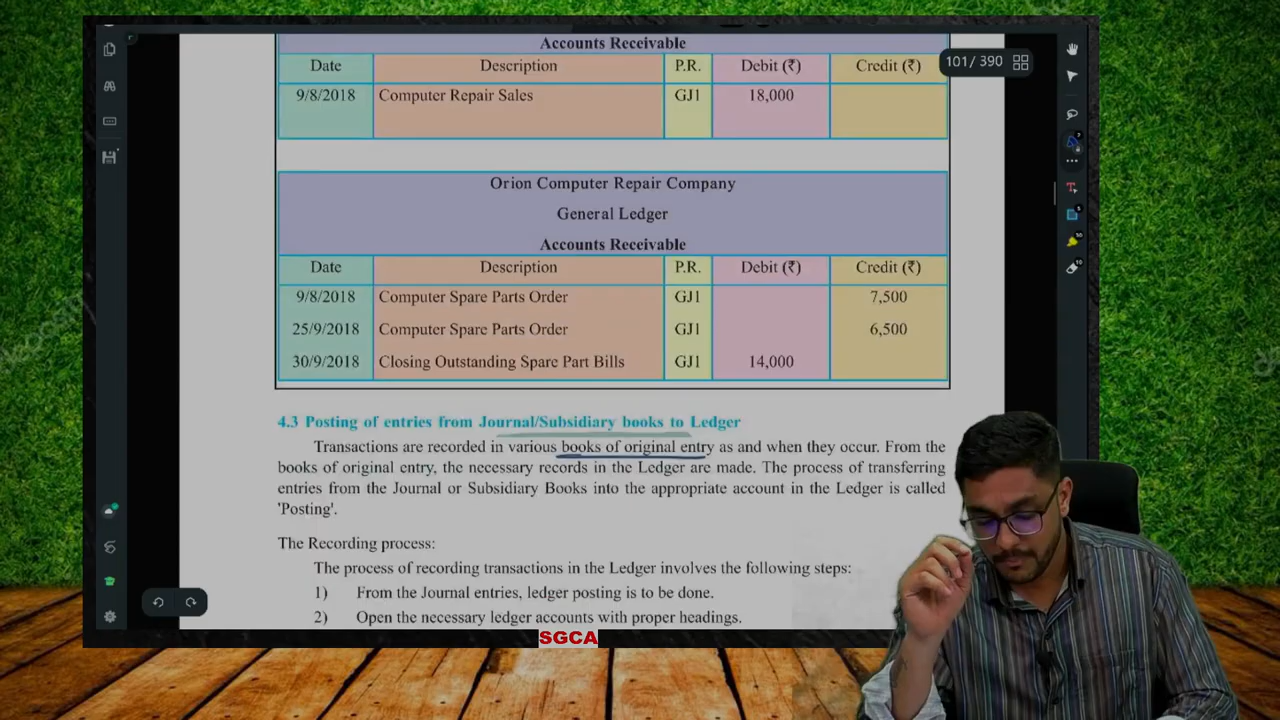 Accounts Receivable
101/ 390
Date Description P.R. Debit (₹) Credit (₹)
9/8/2018 Computer Repair Sales GJ1 18,000
Orion Computer Repair Company
General Ledger
Accounts Receivable
Date Description P.R. Debit (₹) Credit (₹)
9/8/2018 Computer Spare Parts Order GJ1 7,500
25/9/2018 Computer Spare Parts Order GJ1 6,500
30/9/2018 Closing Outstanding Spare Part Bills GJ1 14,000
4.3 Posting of entries from Journal/Subsidiary books to Ledger
Transactions are recorded in various books of original entry as and when they occur. From the
books of original entry, the necessary records in the Ledger are made. The process of transferring
entries from the Journal or Subsidiary Books into the appropriate account in the Ledger is called
'Posting'.
The Recording process:
The process of recording transactions in the Ledger involves the following steps:
1) From the Journal entries, ledger posting is to be done.
2) Open the necessary ledger accounts with proper headings.
SGCA